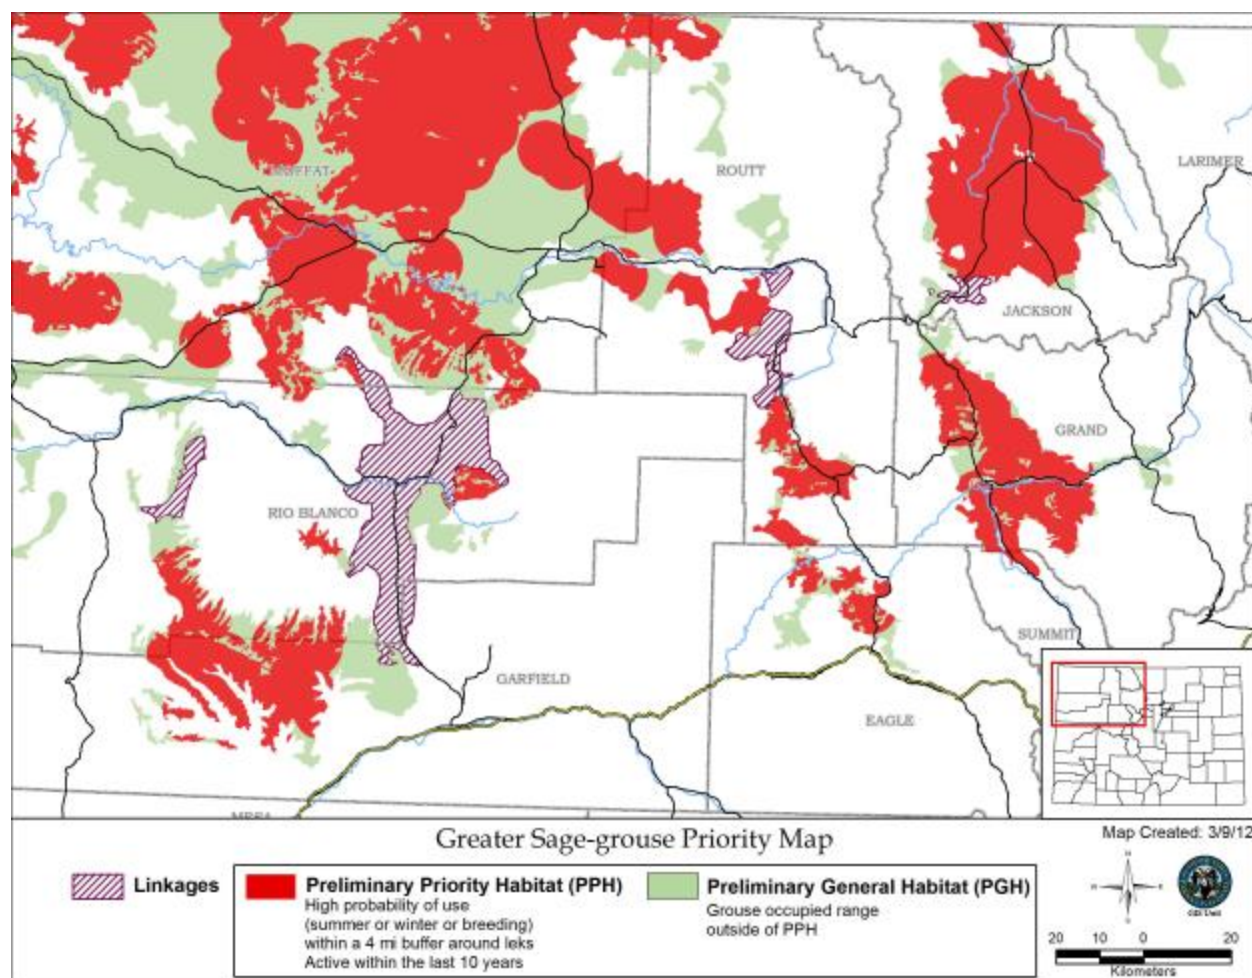 MOFFAT
ROUTT
LARIMER
JACKSON
GRAND
RIO BLANCO
SUMMIT
GARFIELD
EAGLE
MESA
Greater Sage-grouse Priority Map
Map Created: 3/9/12
Linkages
Preliminary Priority Habitat (PPH)
High probability of use
(summer or winter or breeding)
within a 4 mi buffer around leks
Active within the last 10 years
Preliminary General Habitat (PGH)
Grouse occupied range
outside of PPH
N
W
E
S
GIS Unit
20 10 0 20
Kilometers